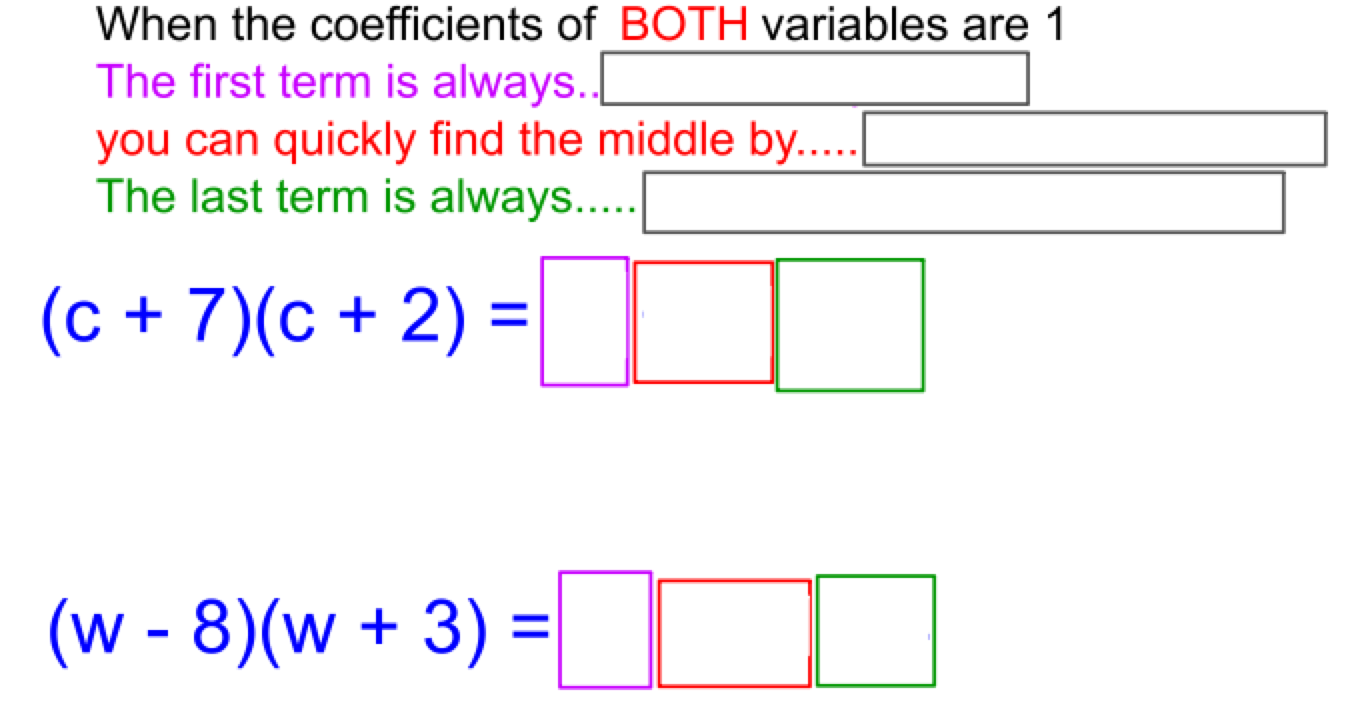 When the coefficients of BOTH variables are 1
The first term is always..
you can quickly find the middle by.....
The last term is always.....
(c + 7)(c + 2) =
(w - 8)(w + 3) =